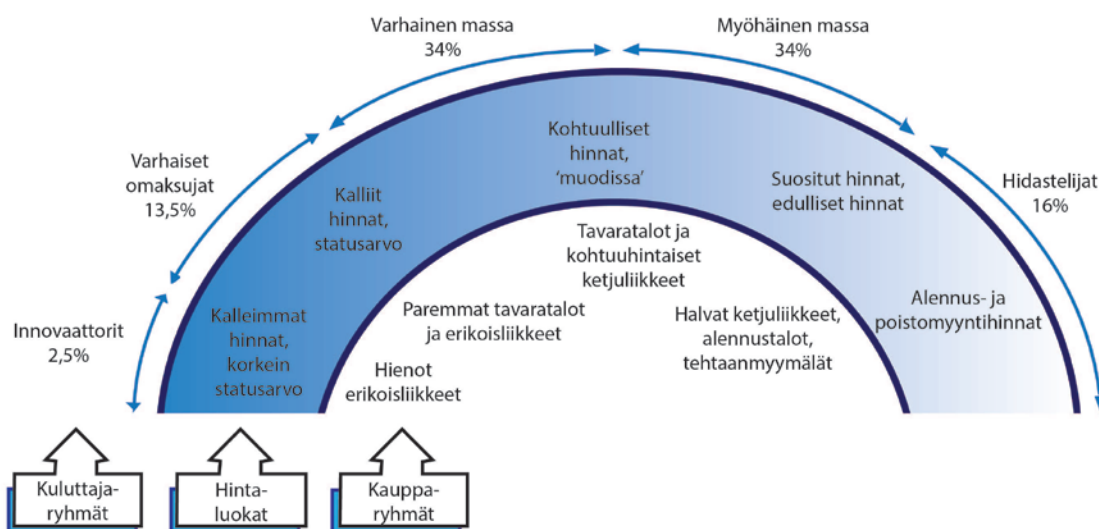 Varhainen massa
34%
Myöhäinen massa
34%
Varhaiset
omaksujat
13,5%
Hidastelijat
16%
Innovaattorit
2,5%
Kohtuulliset
hinnat,
‘muodissa’
Kalliit
hinnat,
statusarvo
Suositut hinnat,
edulliset hinnat
Kalleimmat
hinnat,
korkein
statusarvo
Alennus- ja
poistomyyntihinnat
Tavaratalot ja
kohtuuhintaiset
ketjuliikkeet
Paremmat tavaratalot
ja erikoisliikkeet
Halvat ketjuliikkeet,
alennustalot,
tehtaanmyymälät
Hienot
erikoisliikkeet
Kuluttaja-
ryhmät
Hinta-
luokat
Kauppa-
ryhmät